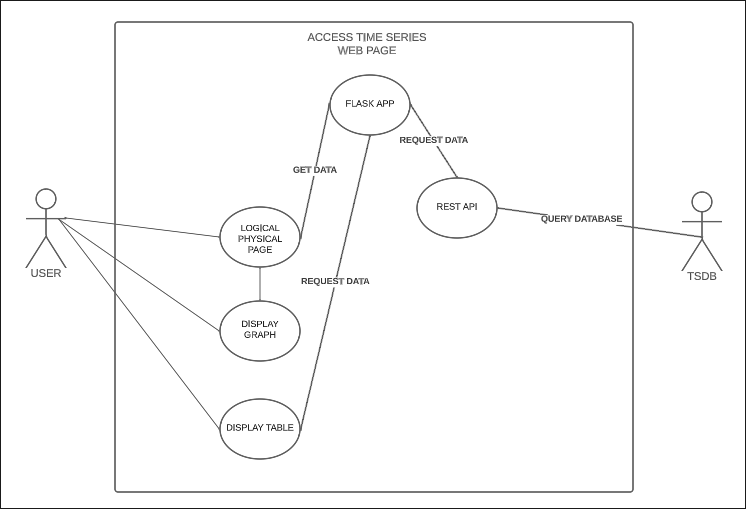 ACCESS TIME SERIES
WEB PAGE
FLASK APP
REQUEST DATA
GET DATA
REST API
QUERY DATABASE
LOGICAL
PHYSICAL
PAGE
USER
TSDB
REQUEST DATA
DISPLAY
GRAPH
DISPLAY TABLE